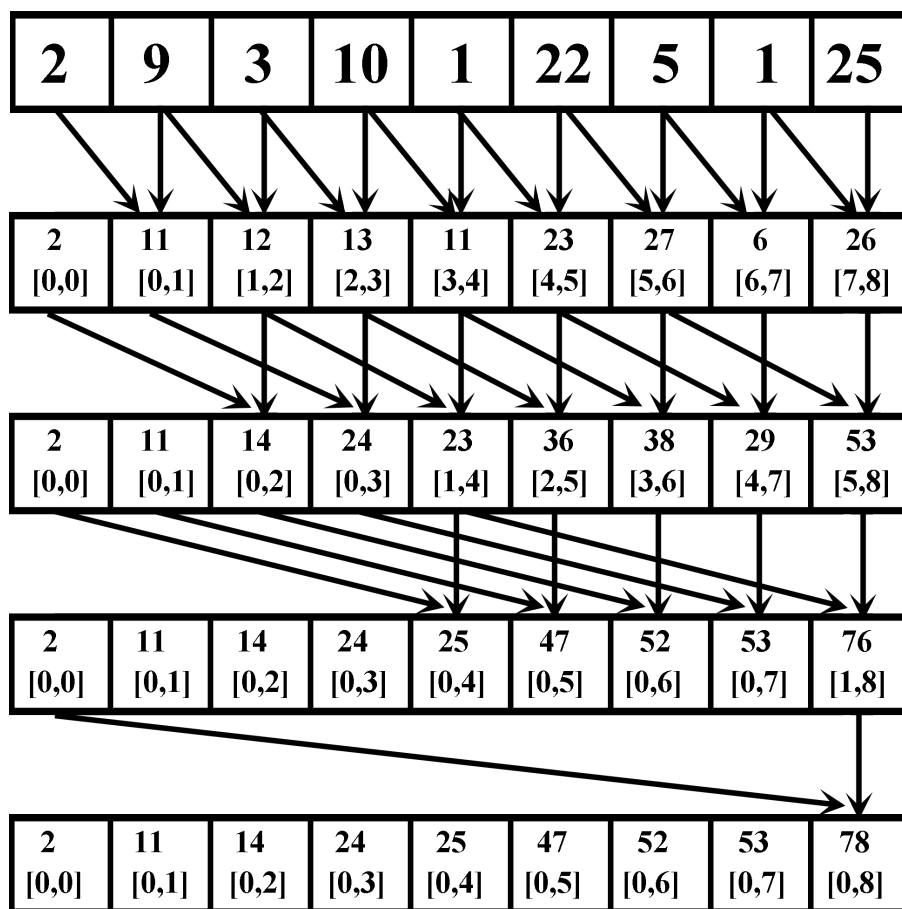 2 9 3 10 1 22 5 1 25
2 11 12 13 11 23 27 6 26
[0,0] [0,1] [1,2] [2,3] [3,4] [4,5] [5,6] [6,7] [7,8]
2 11 14 24 23 36 38 29 53
[0,0] [0,1] [0,2] [0,3] [1,4] [2,5] [3,6] [4,7] [5,8]
2 11 14 24 25 47 52 53 76
[0,0] [0,1] [0,2] [0,3] [0,4] [0,5] [0,6] [0,7] [1,8]
2 11 14 24 25 47 52 53 78
[0,0] [0,1] [0,2] [0,3] [0,4] [0,5] [0,6] [0,7] [0,8]